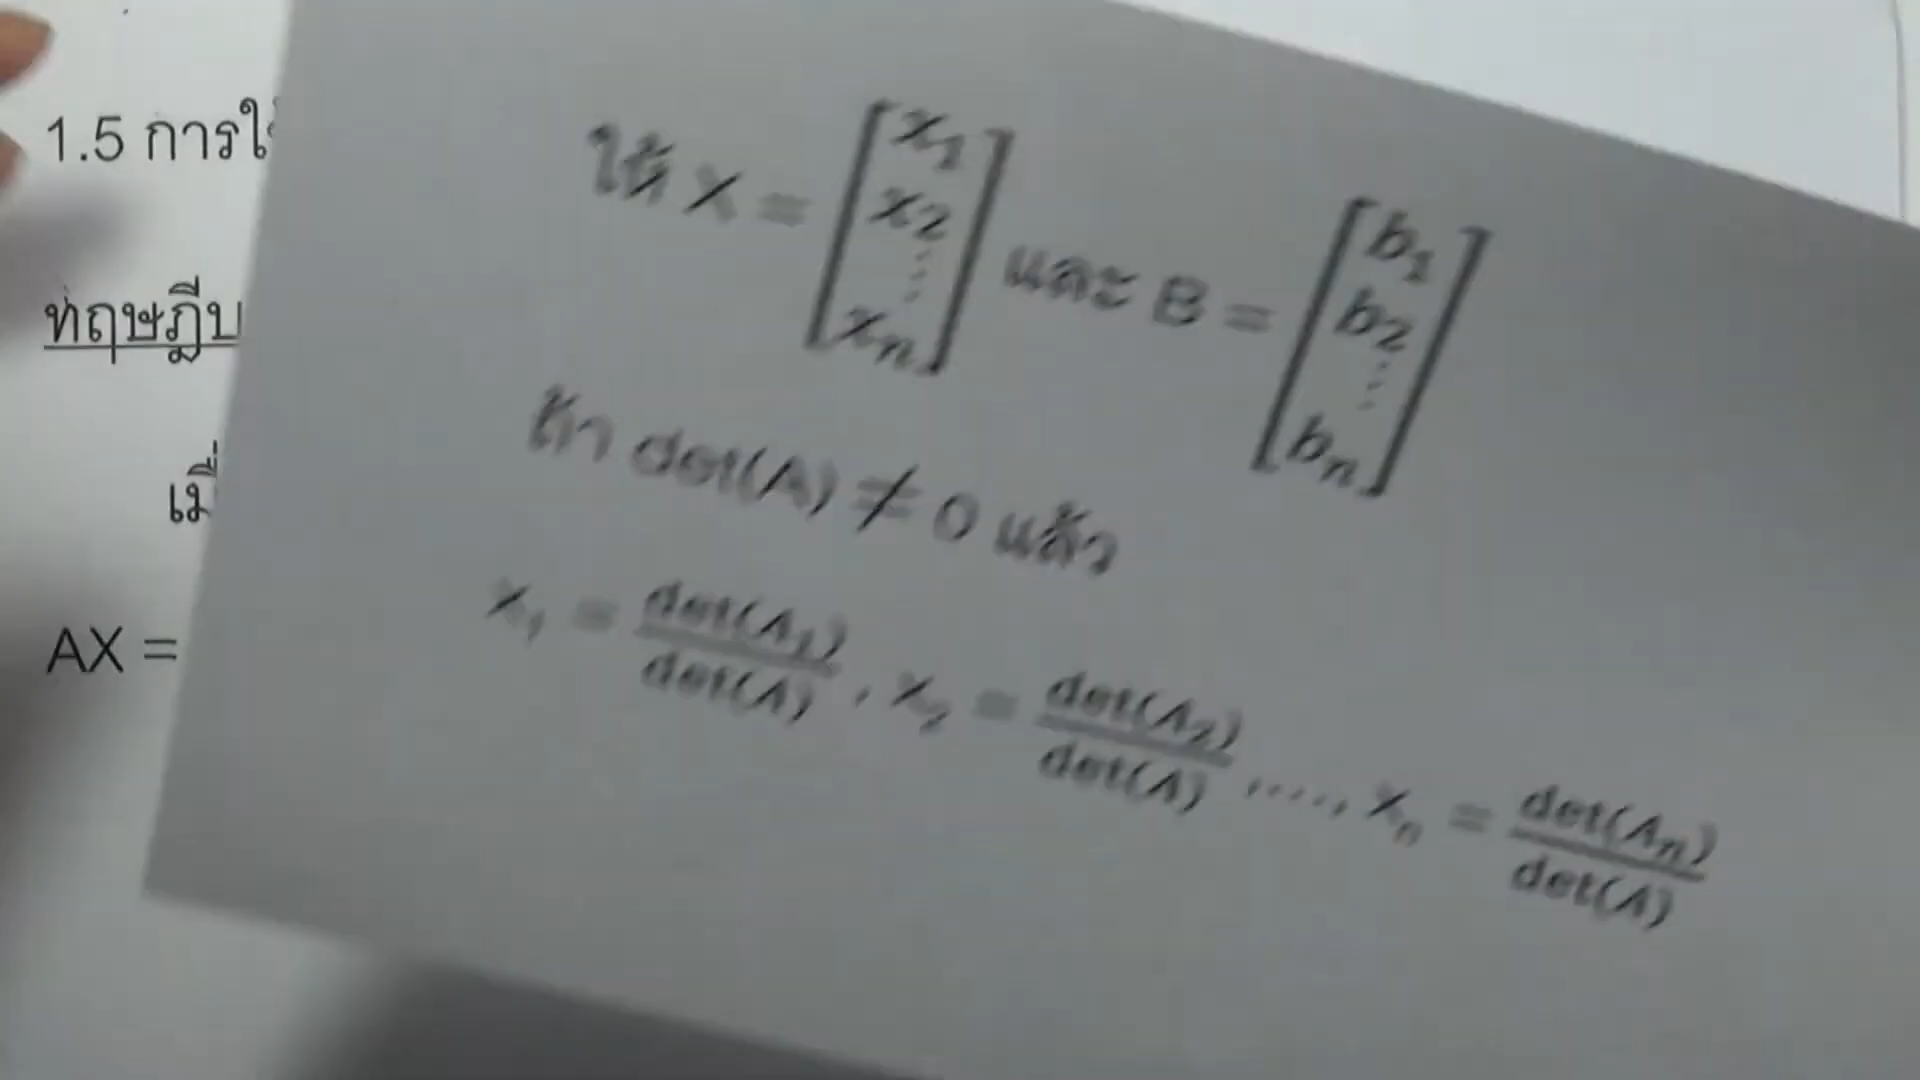 1.5 การใช้
ทฤษฎีบ
เมื่
AX =
ให้ X = [x₁ x₂ ⋮ xₙ] และ B = [b₁ b₂ ⋮ bₙ]
ถ้า det(A) ≠ 0 แล้ว
x₁ = det(A₁)/det(A) , x₂ = det(A₂)/det(A) ,...., xₙ = det(Aₙ)/det(A)